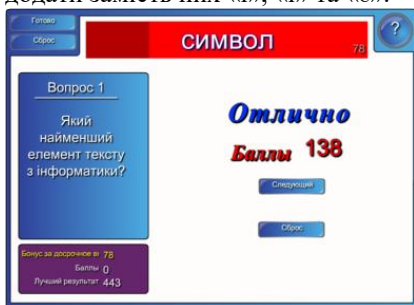 Готово
Сброс
СИМВОЛ
78
?
Вопрос 1
Який
найменший
елемент тексту
з інформатики?
Отлично
Баллы 138
Следующий
Сброс
Бонус за досрочное 78
Баллы 0
Лучший результат 443